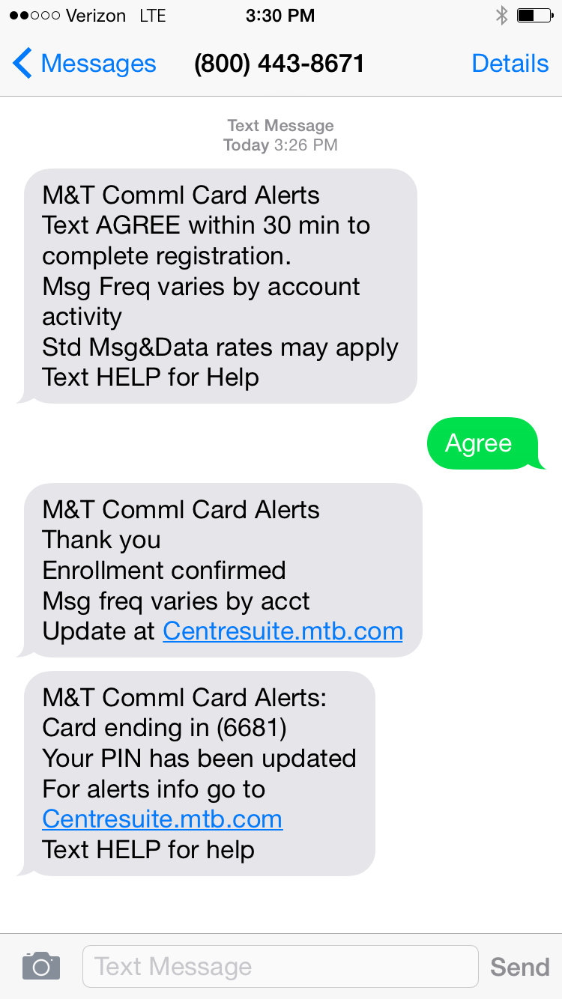 Verizon LTE 3:30 PM
Messages (800) 443-8671 Details
Text Message
Today 3:26 PM
M&T Comml Card Alerts
Text AGREE within 30 min to
complete registration.
Msg Freq varies by account
activity
Std Msg&Data rates may apply
Text HELP for Help
Agree
M&T Comml Card Alerts
Thank you
Enrollment confirmed
Msg freq varies by acct
Update at Centresuite.mtb.com
M&T Comml Card Alerts:
Card ending in (6681)
Your PIN has been updated
For alerts info go to
Centresuite.mtb.com
Text HELP for help
Text Message Send